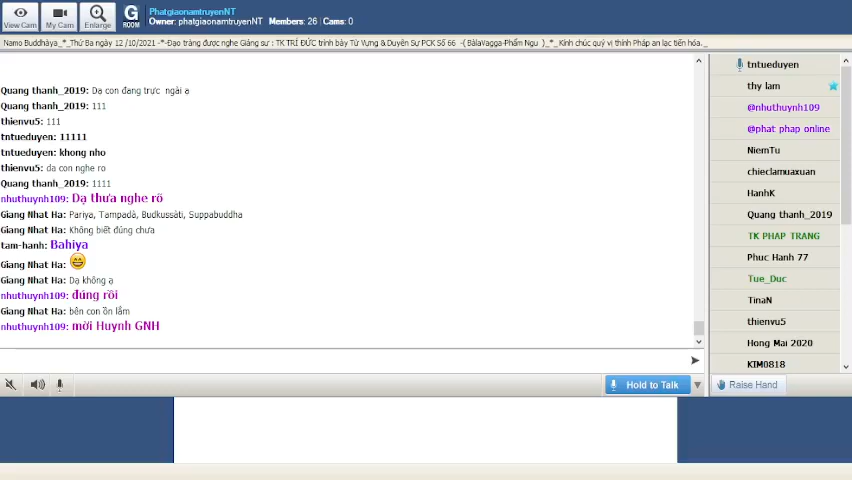 View Cam
My Cam
Enlarge
G ROOM
PhatgiaonamtruyenNT
Owner: phatgiaonamtruyenNT Members: 26 Cams: 0
Namo Buddhàya_*_Thứ Ba ngày 12 /10/2021 -*-Đạo tràng được nghe Giảng sư : TK TRÍ ĐỨC trình bày Từ Vựng & Duyên Sự PCK Số 66 -( BàlaVagga-Phẩm Ngu )_*_ Kính chúc quý vị thính Pháp an lạc tiến hóa._
Quang thanh_2019: Dạ con đang trực ngài a
Quang thanh_2019: 111
thienvu5: 111
tntueduyen: 11111
tntueduyen: khong nho
thienvu5: da con nghe ro
Quang thanh_2019: 1111
nhuthuynh109: Dạ thưa nghe rõ
Giang Nhat Ha: Pariya, Tampadà, Budkussàti, Suppabuddha
Giang Nhat Ha: Không biết đúng chưa
tam-hanh: Bahiya
Giang Nhat Ha:
Giang Nhat Ha: Dạ không ạ
nhuthuynh109: đúng rồi
Giang Nhat Ha: bên con ồn lắm
nhuthuynh109: mời Huynh GNH
Hold to Talk
tntueduyen
thy lam
@nhuthuynh109
@phat phap online
NiemTu
chieclamuaxuan
HanhK
Quang thanh_2019
TK PHAP TRANG
Phuc Hanh 77
Tue_Duc
TinaN
thienvu5
Hong Mai 2020
KIM0818
Raise Hand